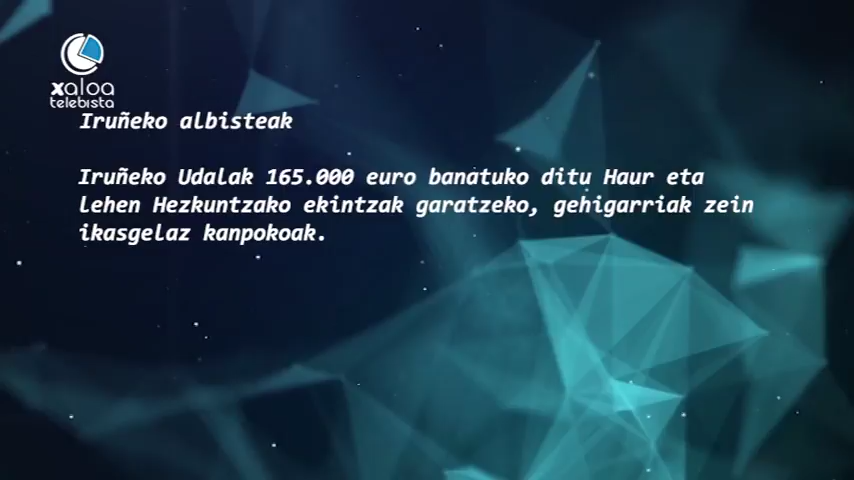 xaloa
telebista
Iruñeko albisteak
Iruñeko Udalak 165.000 euro banatuko ditu Haur eta
lehen Hezkuntzako ekintzak garatzeko, gehigarriak zein
ikasgelaz kanpokoak.